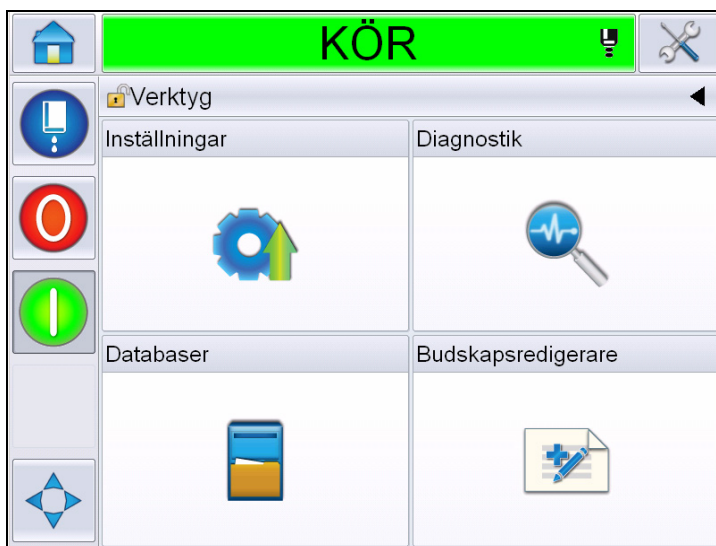 KÖR
Verktyg
Inställningar
Diagnostik
Databaser
Budskapsredigerare